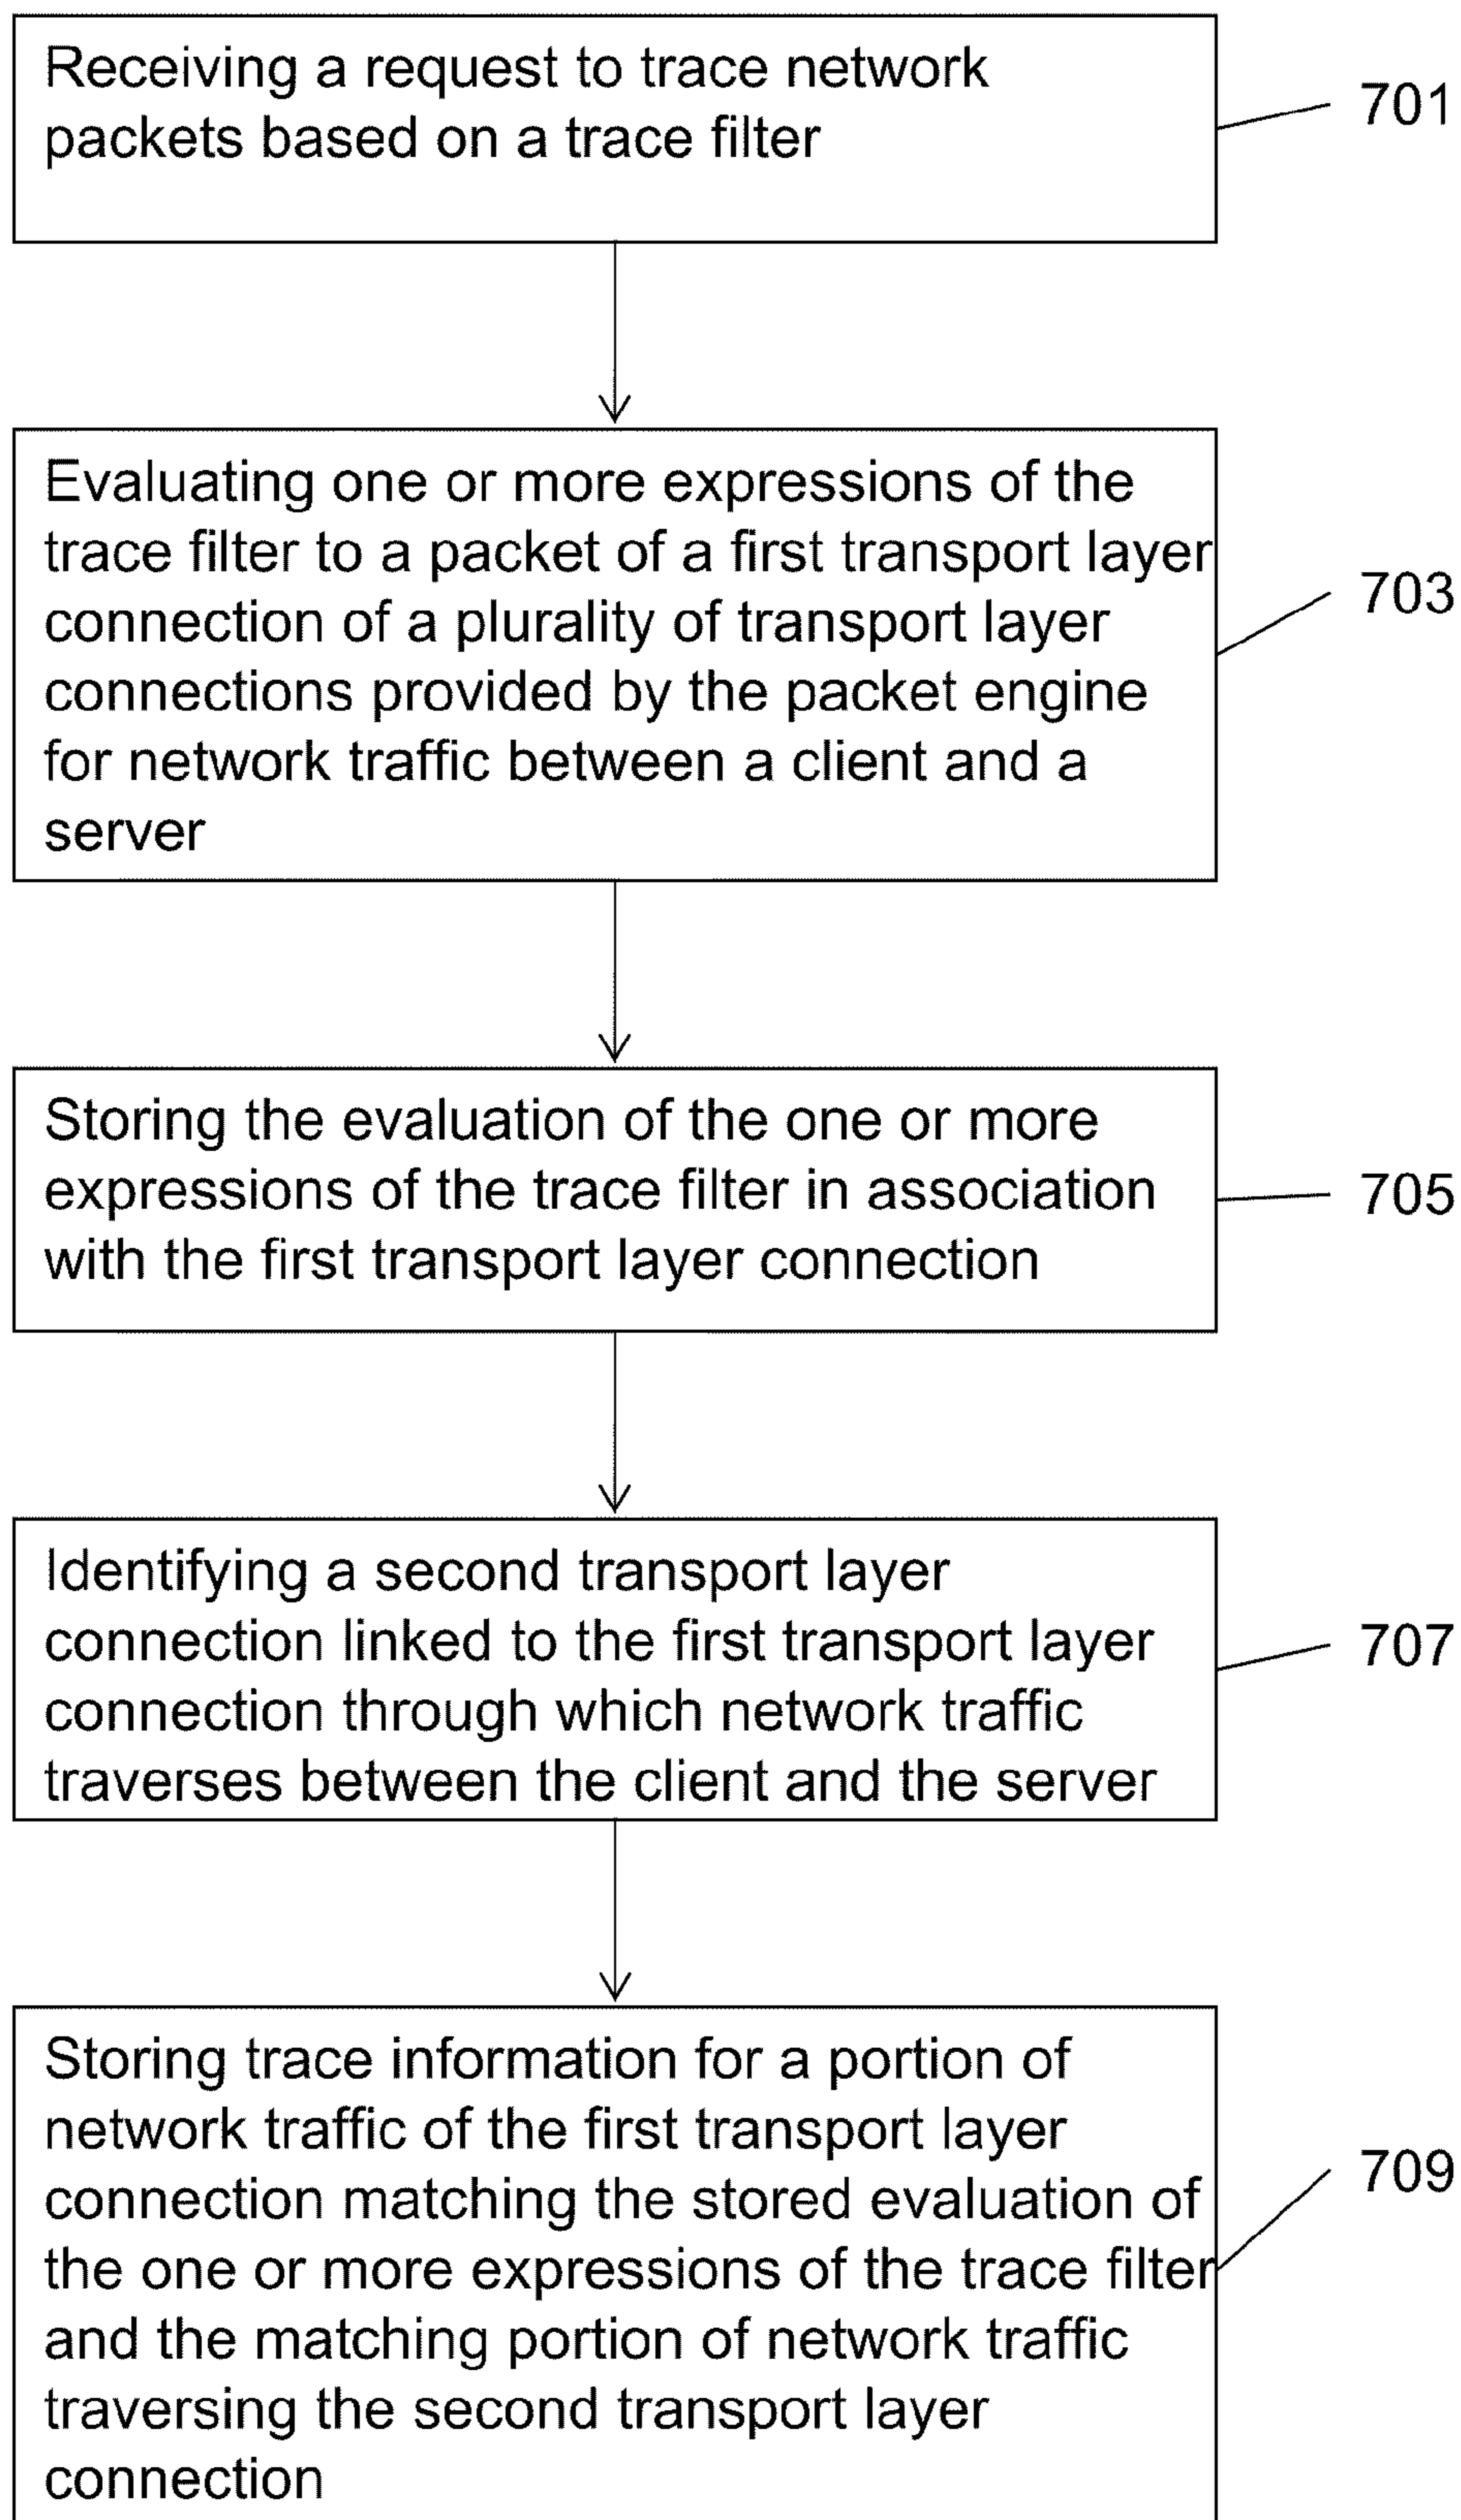 Receiving a request to trace network
packets based on a trace filter
701
Evaluating one or more expressions of the
trace filter to a packet of a first transport layer
connection of a plurality of transport layer
connections provided by the packet engine
for network traffic between a client and a
server
703
Storing the evaluation of the one or more
expressions of the trace filter in association
with the first transport layer connection
705
Identifying a second transport layer
connection linked to the first transport layer
connection through which network traffic
traverses between the client and the server
707
Storing trace information for a portion of
network traffic of the first transport layer
connection matching the stored evaluation of
the one or more expressions of the trace filter
and the matching portion of network traffic
traversing the second transport layer
connection
709